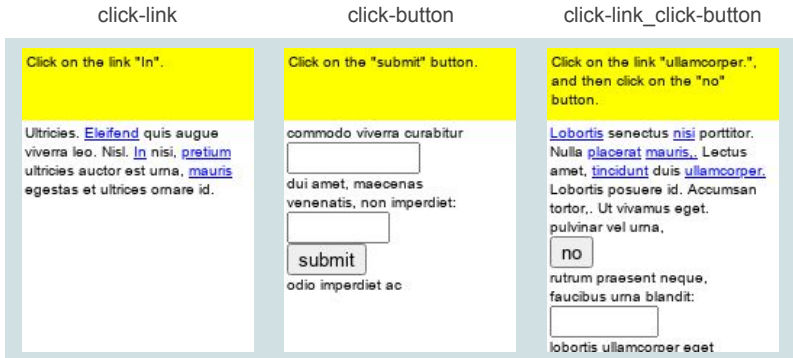 click-link
Click on the link "In".
Ultricies. Eleifend quis augue
viverra leo. Nisl. In nisi, pretium
ultricies auctor est urna, mauris
egestas et ultrices ornare id.
click-button
Click on the "submit" button.
commodo viverra curabitur
dui amet, maecenas
venenatis, non imperdiet:
submit
odio imperdiet ac
click-link_click-button
Click on the link "ullamcorper.",
and then click on the "no"
button.
Lobortis senectus nisi porttitor.
Nulla placerat mauris,. Lectus
amet, tincidunt duis ullamcorper.
Lobortis posuere id. Accumsan
tortor,. Ut vivamus eget.
pulvinar vel urna,
no
rutrum praesent neque,
faucibus urna blandit:
lobortis ullamcorper eget